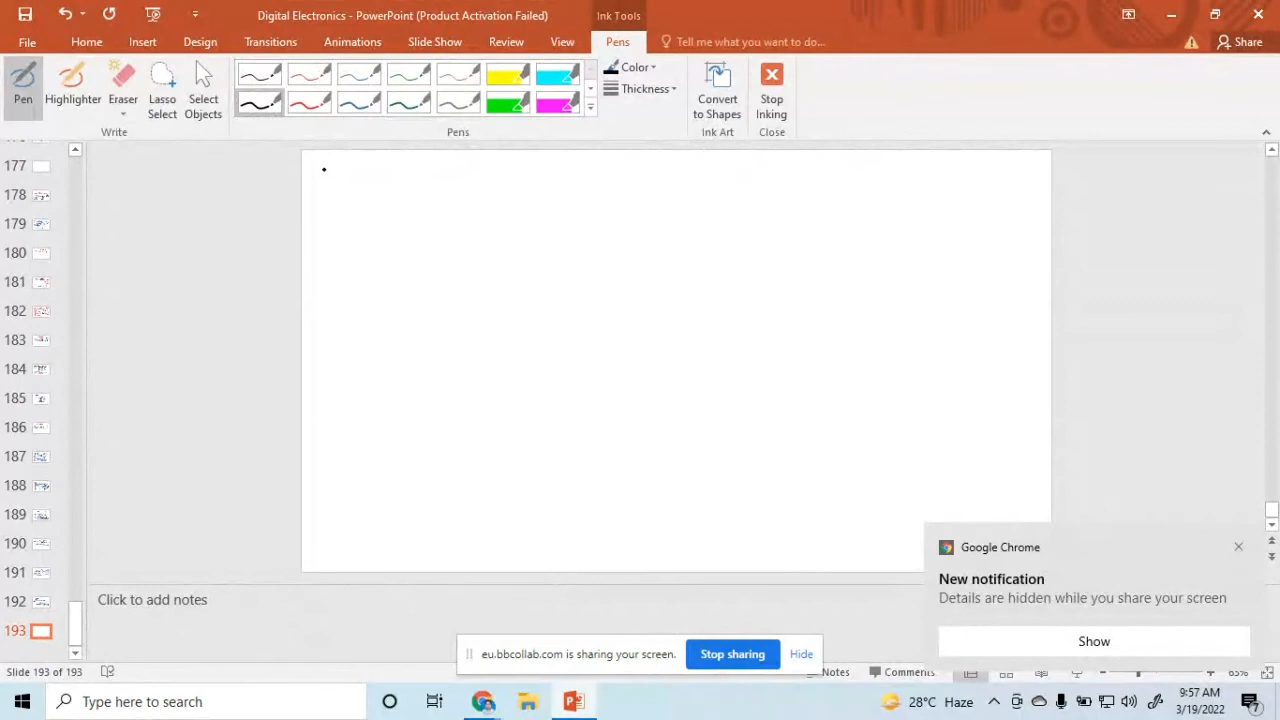 Digital Electronics - PowerPoint (Product Activation Failed)
Ink Tools
File
Home
Insert
Design
Transitions
Animations
Slide Show
Review
View
Pens
Tell me what you want to do...
Share
Pen
Highlighter
Eraser
Lasso
Select
Select
Objects
Color
Thickness
Convert
to Shapes
Stop
Inking
Write
Pens
Ink Art
Close
177
178
179
180
181
182
183
184
185
186
187
188
189
190
191
192
193
Google Chrome
New notification
Details are hidden while you share your screen
Show
Click to add notes
eu.bbcollab.com is sharing your screen.
Stop sharing
Hide
Slide 193 of 193
Notes
Comments
65%
Type here to search
28°C Haze
9:57 AM
3/19/2022
7